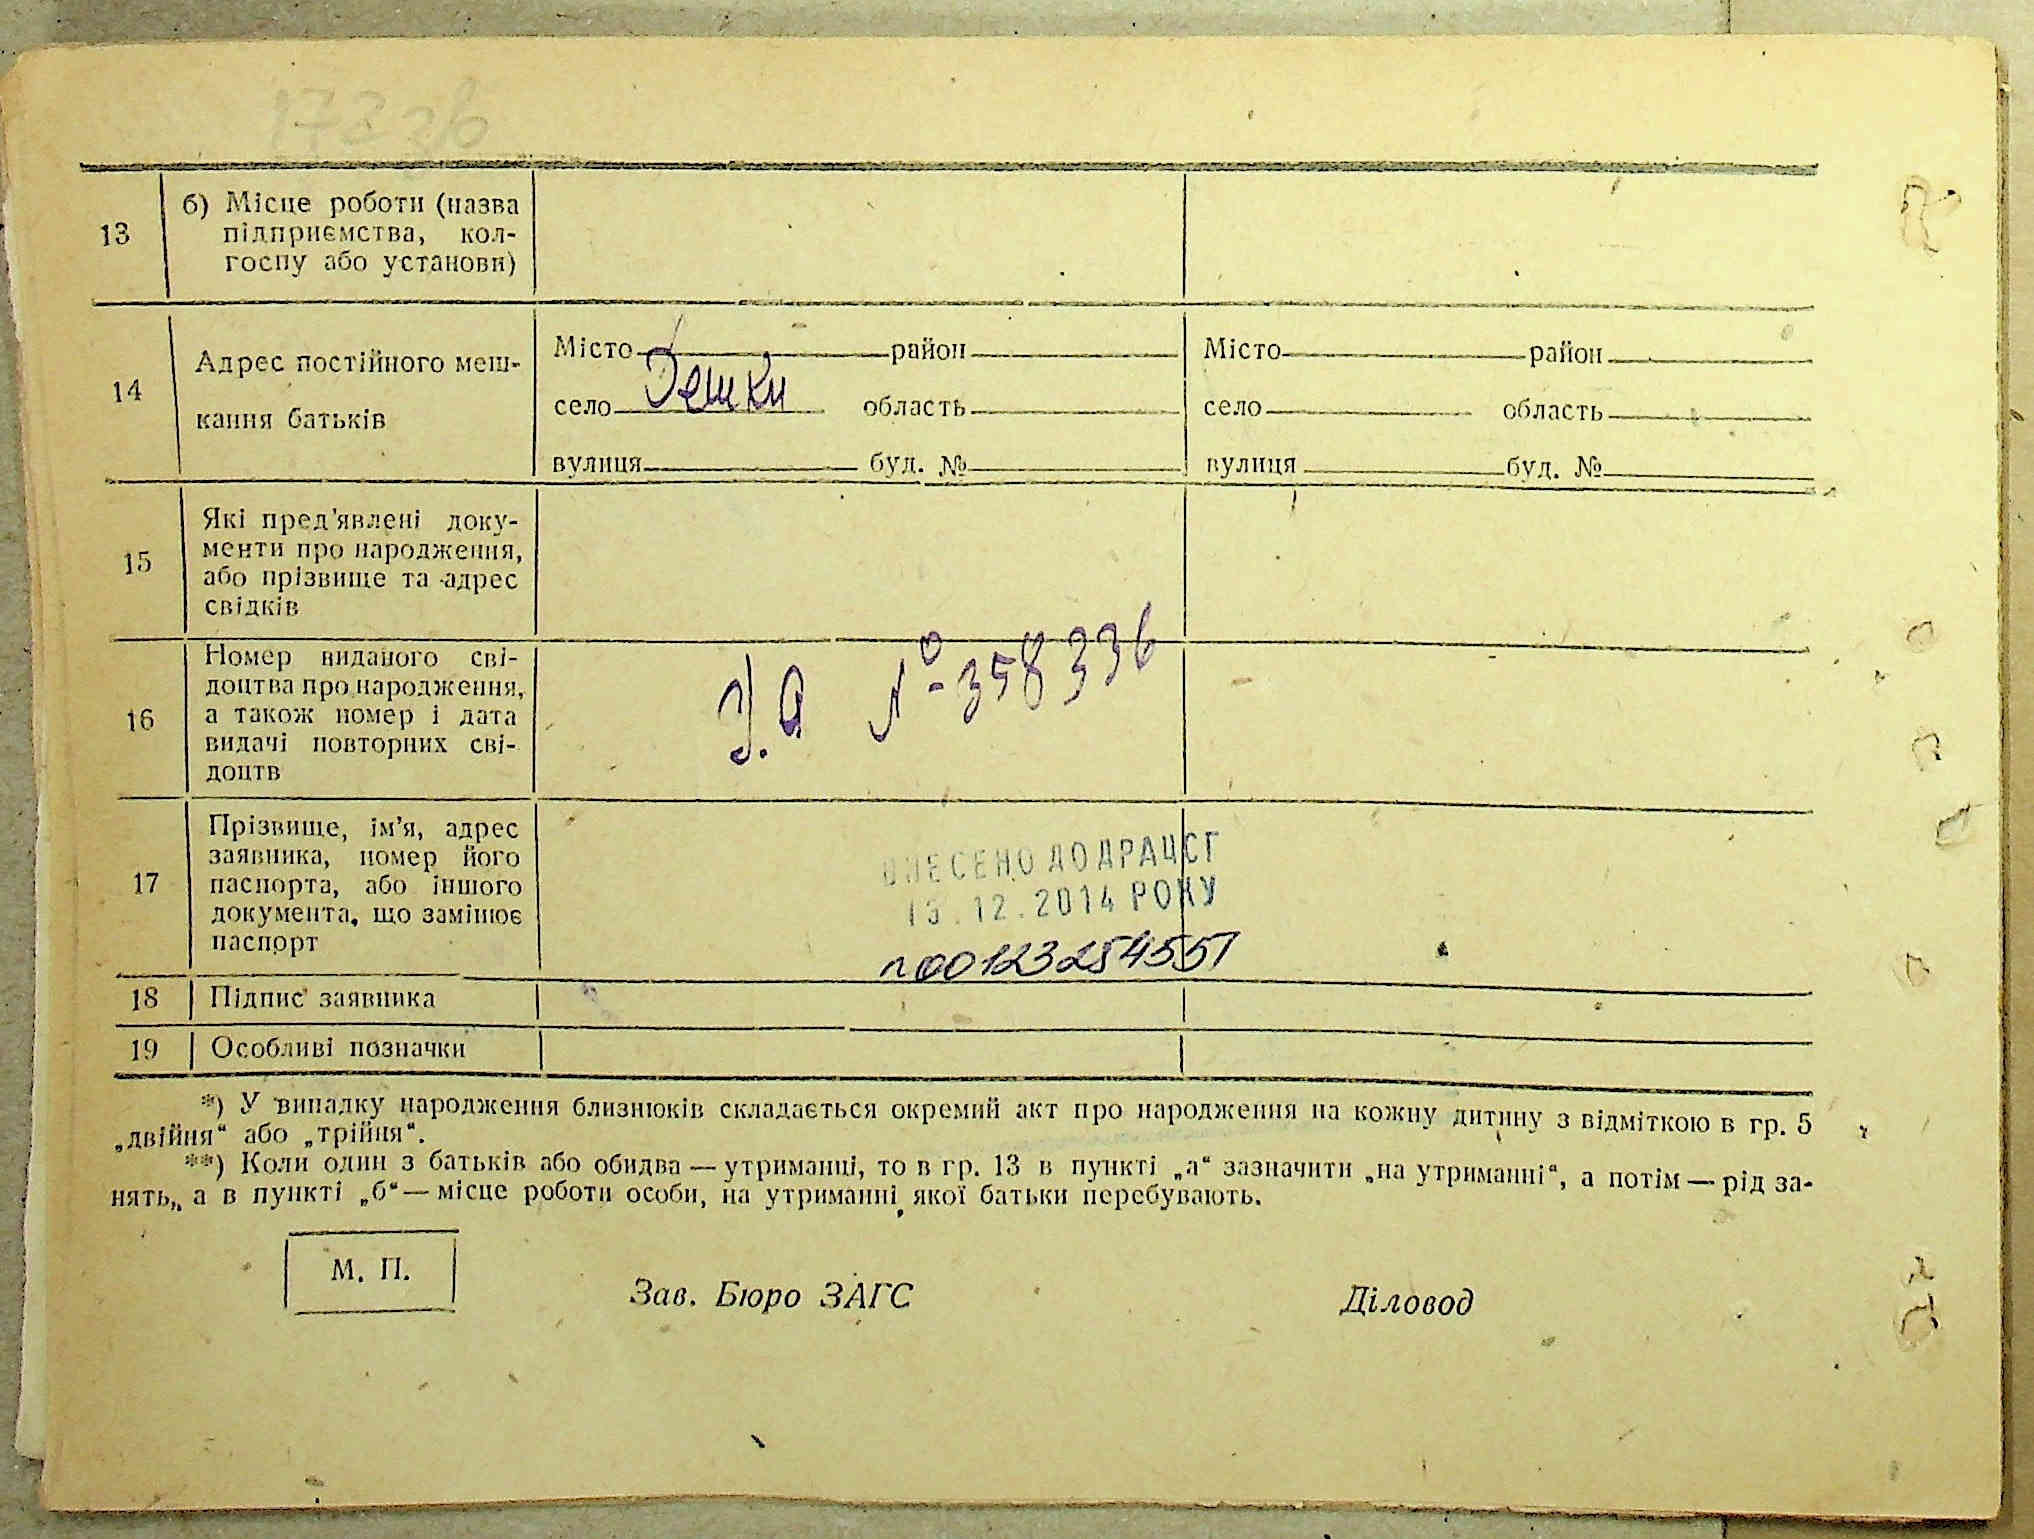 173 зв
13
б) Місце роботи (назва
підприємства, кол-
госпу або установи)
14
Адрес постійного меш-
кання батьків
Місто район
село Дешки область
вулиця буд. №
Місто район
село область
вулиця буд. №
15
Які пред'явлені доку-
менти про народження,
або прізвище та адрес
свідків
16
Номер виданого сві-
доцтва про народження,
а також номер і дата
видачі повторних сві-
доцтв
№ 358336
17
Прізвище, ім'я, адрес
заявника, номер його
паспорта, або іншого
документа, що замінює
паспорт
ВНЕСЕНО ДО ДРАЦСГ
13.12.2014 РОКУ
n00123254551
18 Підпис заявника
19 Особливі позначки
*) У випадку народження близнюків складається окремий акт про народження на кожну дитину з відміткою в гр. 5
„двійня“ або „трійня“.
**) Коли один з батьків або обидва — утриманці, то в гр. 13 в пункті „а“ зазначити „на утриманні“, а потім — рід за-
нять, а в пункті „б“ — місце роботи особи, на утриманні якої батьки перебувають.
М. П.
Зав. Бюро ЗАГС
Діловод